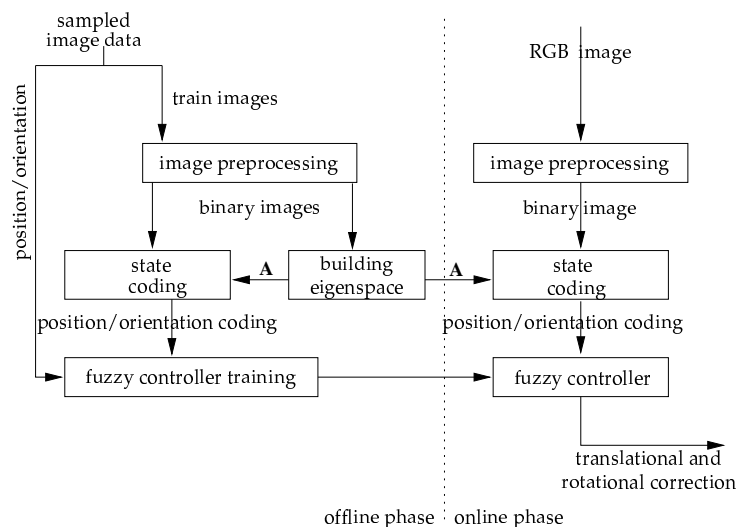 sampled
image data
RGB image
position/orientation
train images
image preprocessing
image preprocessing
binary images
binary image
state
coding
A
building
eigenspace
A
state
coding
position/orientation coding
position/orientation coding
fuzzy controller training
fuzzy controller
translational and
rotational correction
offline phase
online phase